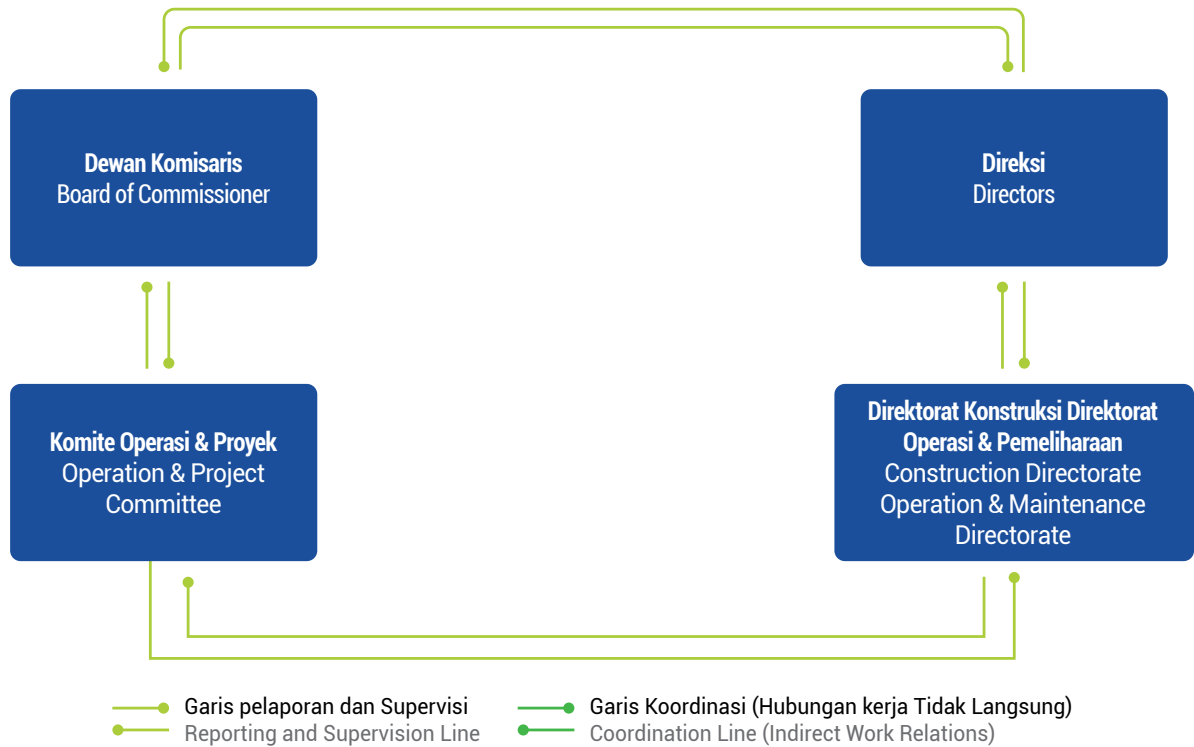 Dewan Komisaris
Board of Commissioner
Direksi
Directors
Komite Operasi & Proyek
Operation & Project
Committee
Direktorat Konstruksi Direktorat
Operasi & Pemeliharaan
Construction Directorate
Operation & Maintenance
Directorate
Garis pelaporan dan Supervisi
Reporting and Supervision Line
Garis Koordinasi (Hubungan kerja Tidak Langsung)
Coordination Line (Indirect Work Relations)